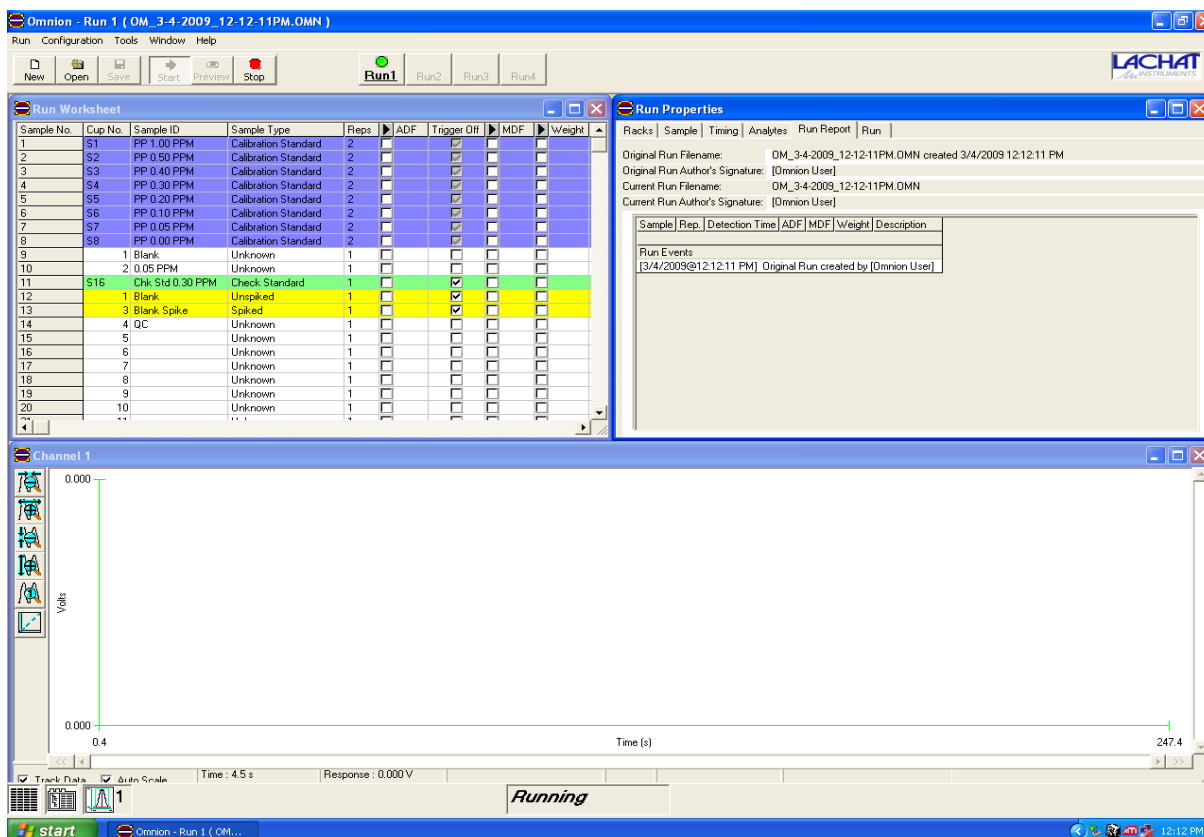 Omnion - Run 1 ( OM_3-4-2009_12-12-11PM.OMN )
Run Configuration Tools Window Help
New Open Save Start Preview Stop Run1 Run2 Run3 Run4
LACHAT
INSTRUMENTS
Run Worksheet
Sample No. Cup No. Sample ID Sample Type Reps ADF Trigger Off MDF Weight
1 S1 PP 1.00 PPM Calibration Standard 2
2 S2 PP 0.50 PPM Calibration Standard 2
3 S3 PP 0.40 PPM Calibration Standard 2
4 S4 PP 0.30 PPM Calibration Standard 2
5 S5 PP 0.20 PPM Calibration Standard 2
6 S6 PP 0.10 PPM Calibration Standard 2
7 S7 PP 0.05 PPM Calibration Standard 2
8 S8 PP 0.00 PPM Calibration Standard 2
9 1 Blank Unknown 1
10 2 0.05 PPM Unknown 1
11 S16 Chk Std 0.30 PPM Check Standard 1
12 1 Blank Unspiked 1
13 3 Blank Spike Spiked 1
14 4 QC Unknown 1
15 5 Unknown 1
16 6 Unknown 1
17 7 Unknown 1
18 8 Unknown 1
19 9 Unknown 1
20 10 Unknown 1
Run Properties
Racks Sample Timing Analytes Run Report Run
Original Run Filename: OM_3-4-2009_12-12-11PM.OMN created 3/4/2009 12:12:11 PM
Original Run Author's Signature: [Omnion User]
Current Run Filename: OM_3-4-2009_12-12-11PM.OMN
Current Run Author's Signature: [Omnion User]
Sample Rep. Detection Time ADF MDF Weight Description
Run Events
[3/4/2009@12:12:11 PM] Original Run created by [Omnion User]
Channel 1
0.000
Volts
0.000
0.4 Time (s) 247.4
Track Data Auto Scale Time : 4.5 s Response : 0.000 V
1 Running
start Omnion - Run 1 ( OM... 12:12 PM